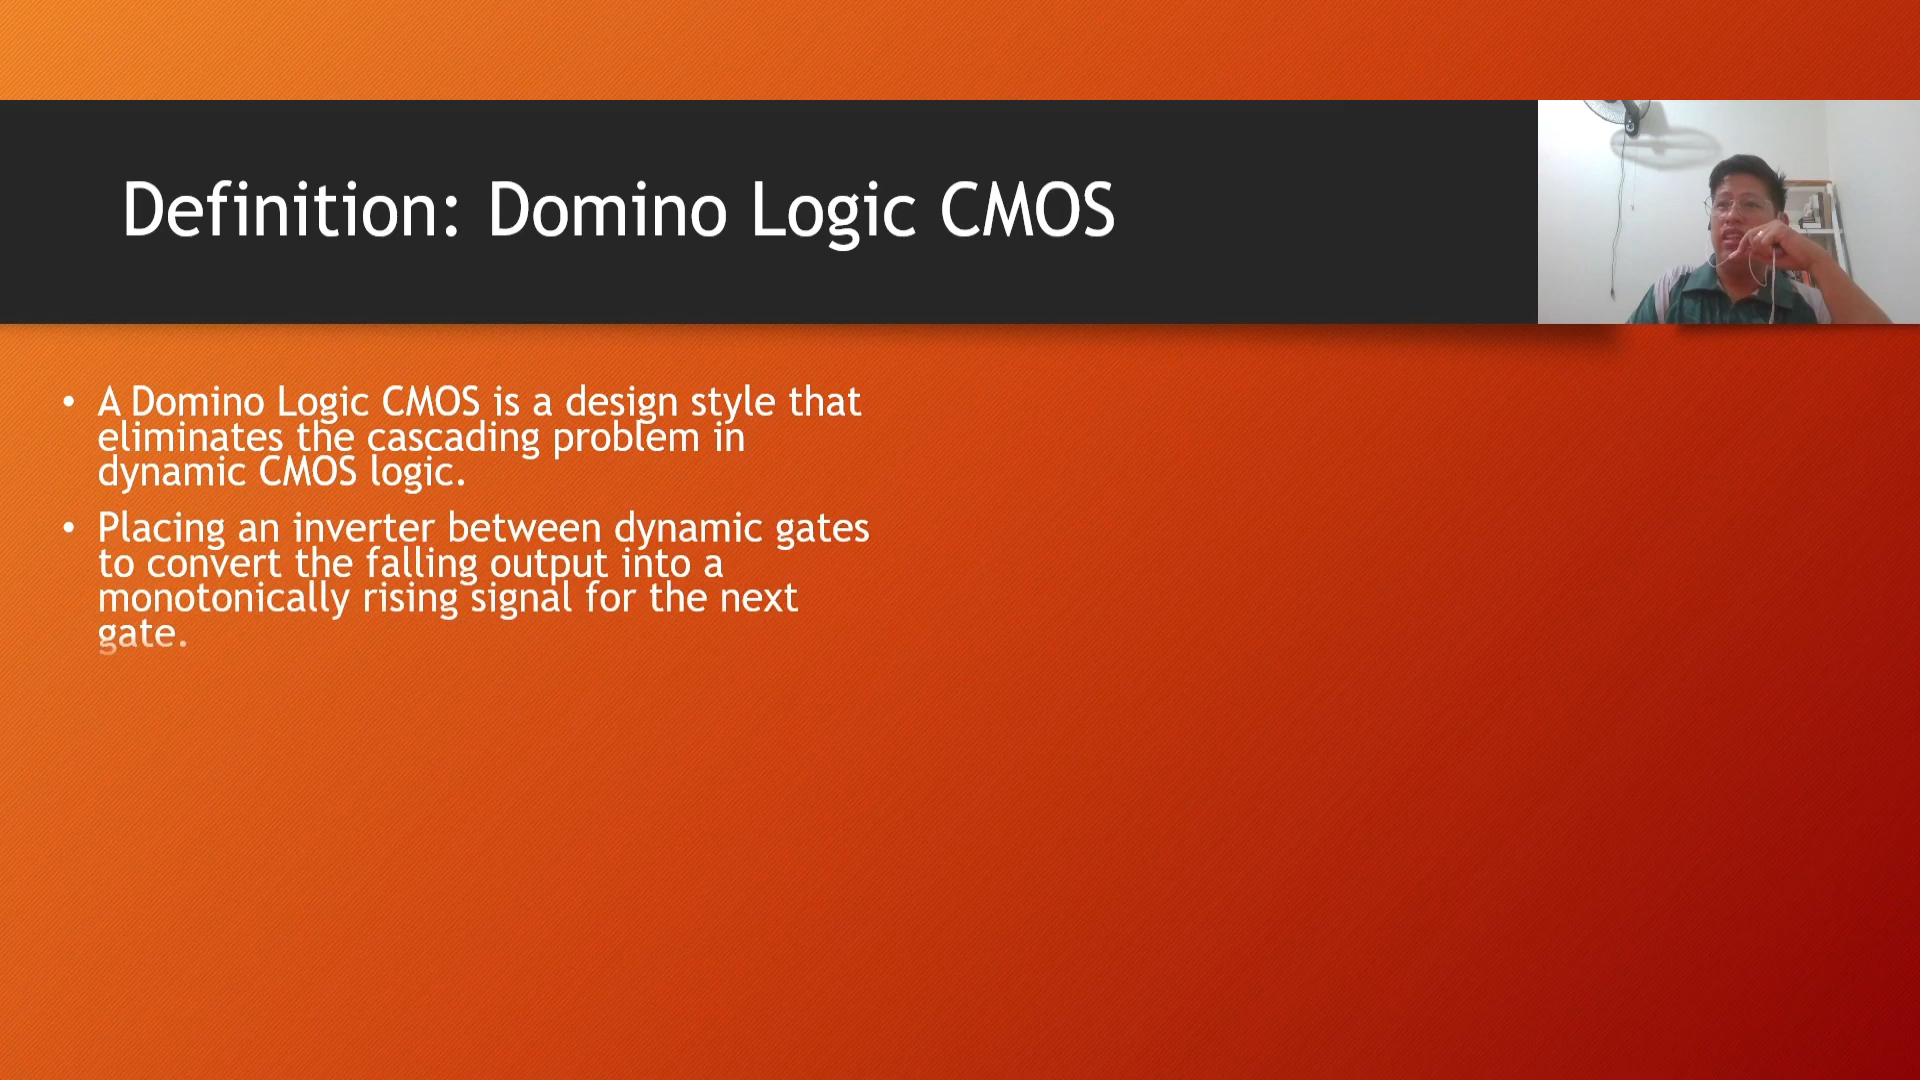 Definition: Domino Logic CMOS
• A Domino Logic CMOS is a design style that
eliminates the cascading problem in
dynamic CMOS logic.
• Placing an inverter between dynamic gates
to convert the falling output into a
monotonically rising signal for the next
gate.